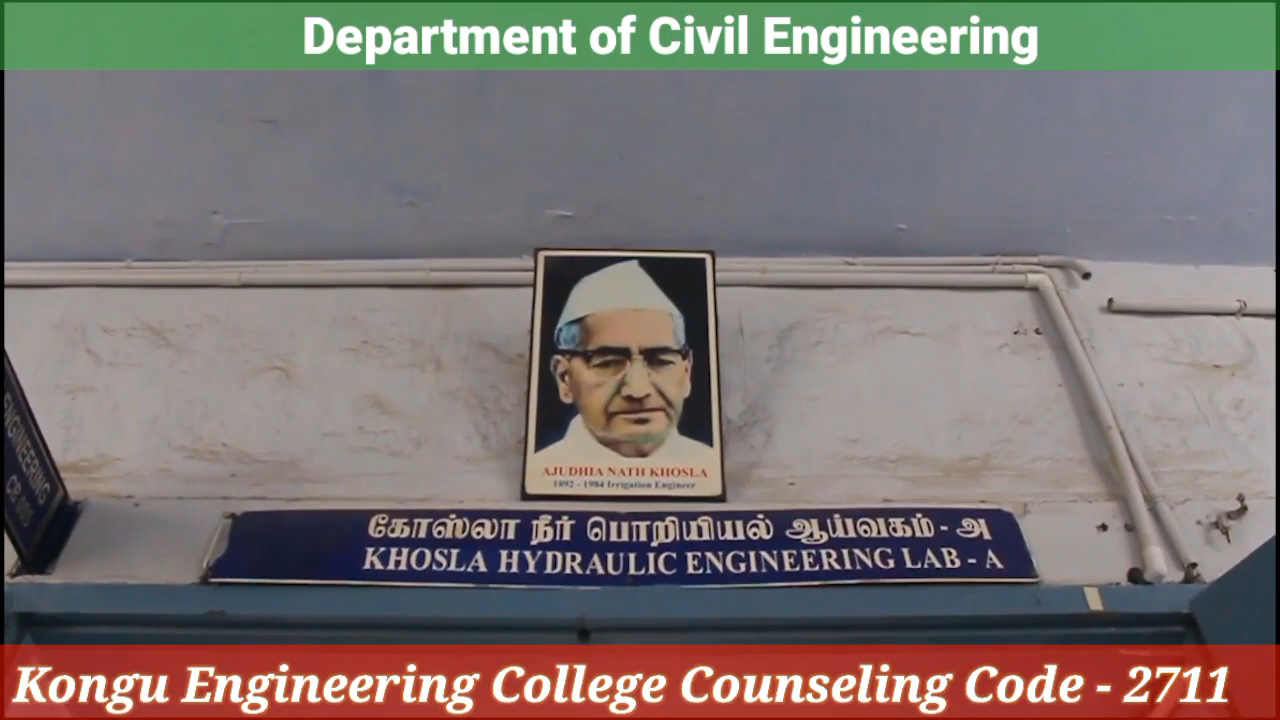 Department of Civil Engineering
AJUDHIA NATH KHOSLA
1892 - 1984 Irrigation Engineer
ENGINEERING
கோஸ்லா நீர் பொறியியல் ஆய்வகம் - அ
KHOSLA HYDRAULIC ENGINEERING LAB - A
Kongu Engineering College Counseling Code - 2711